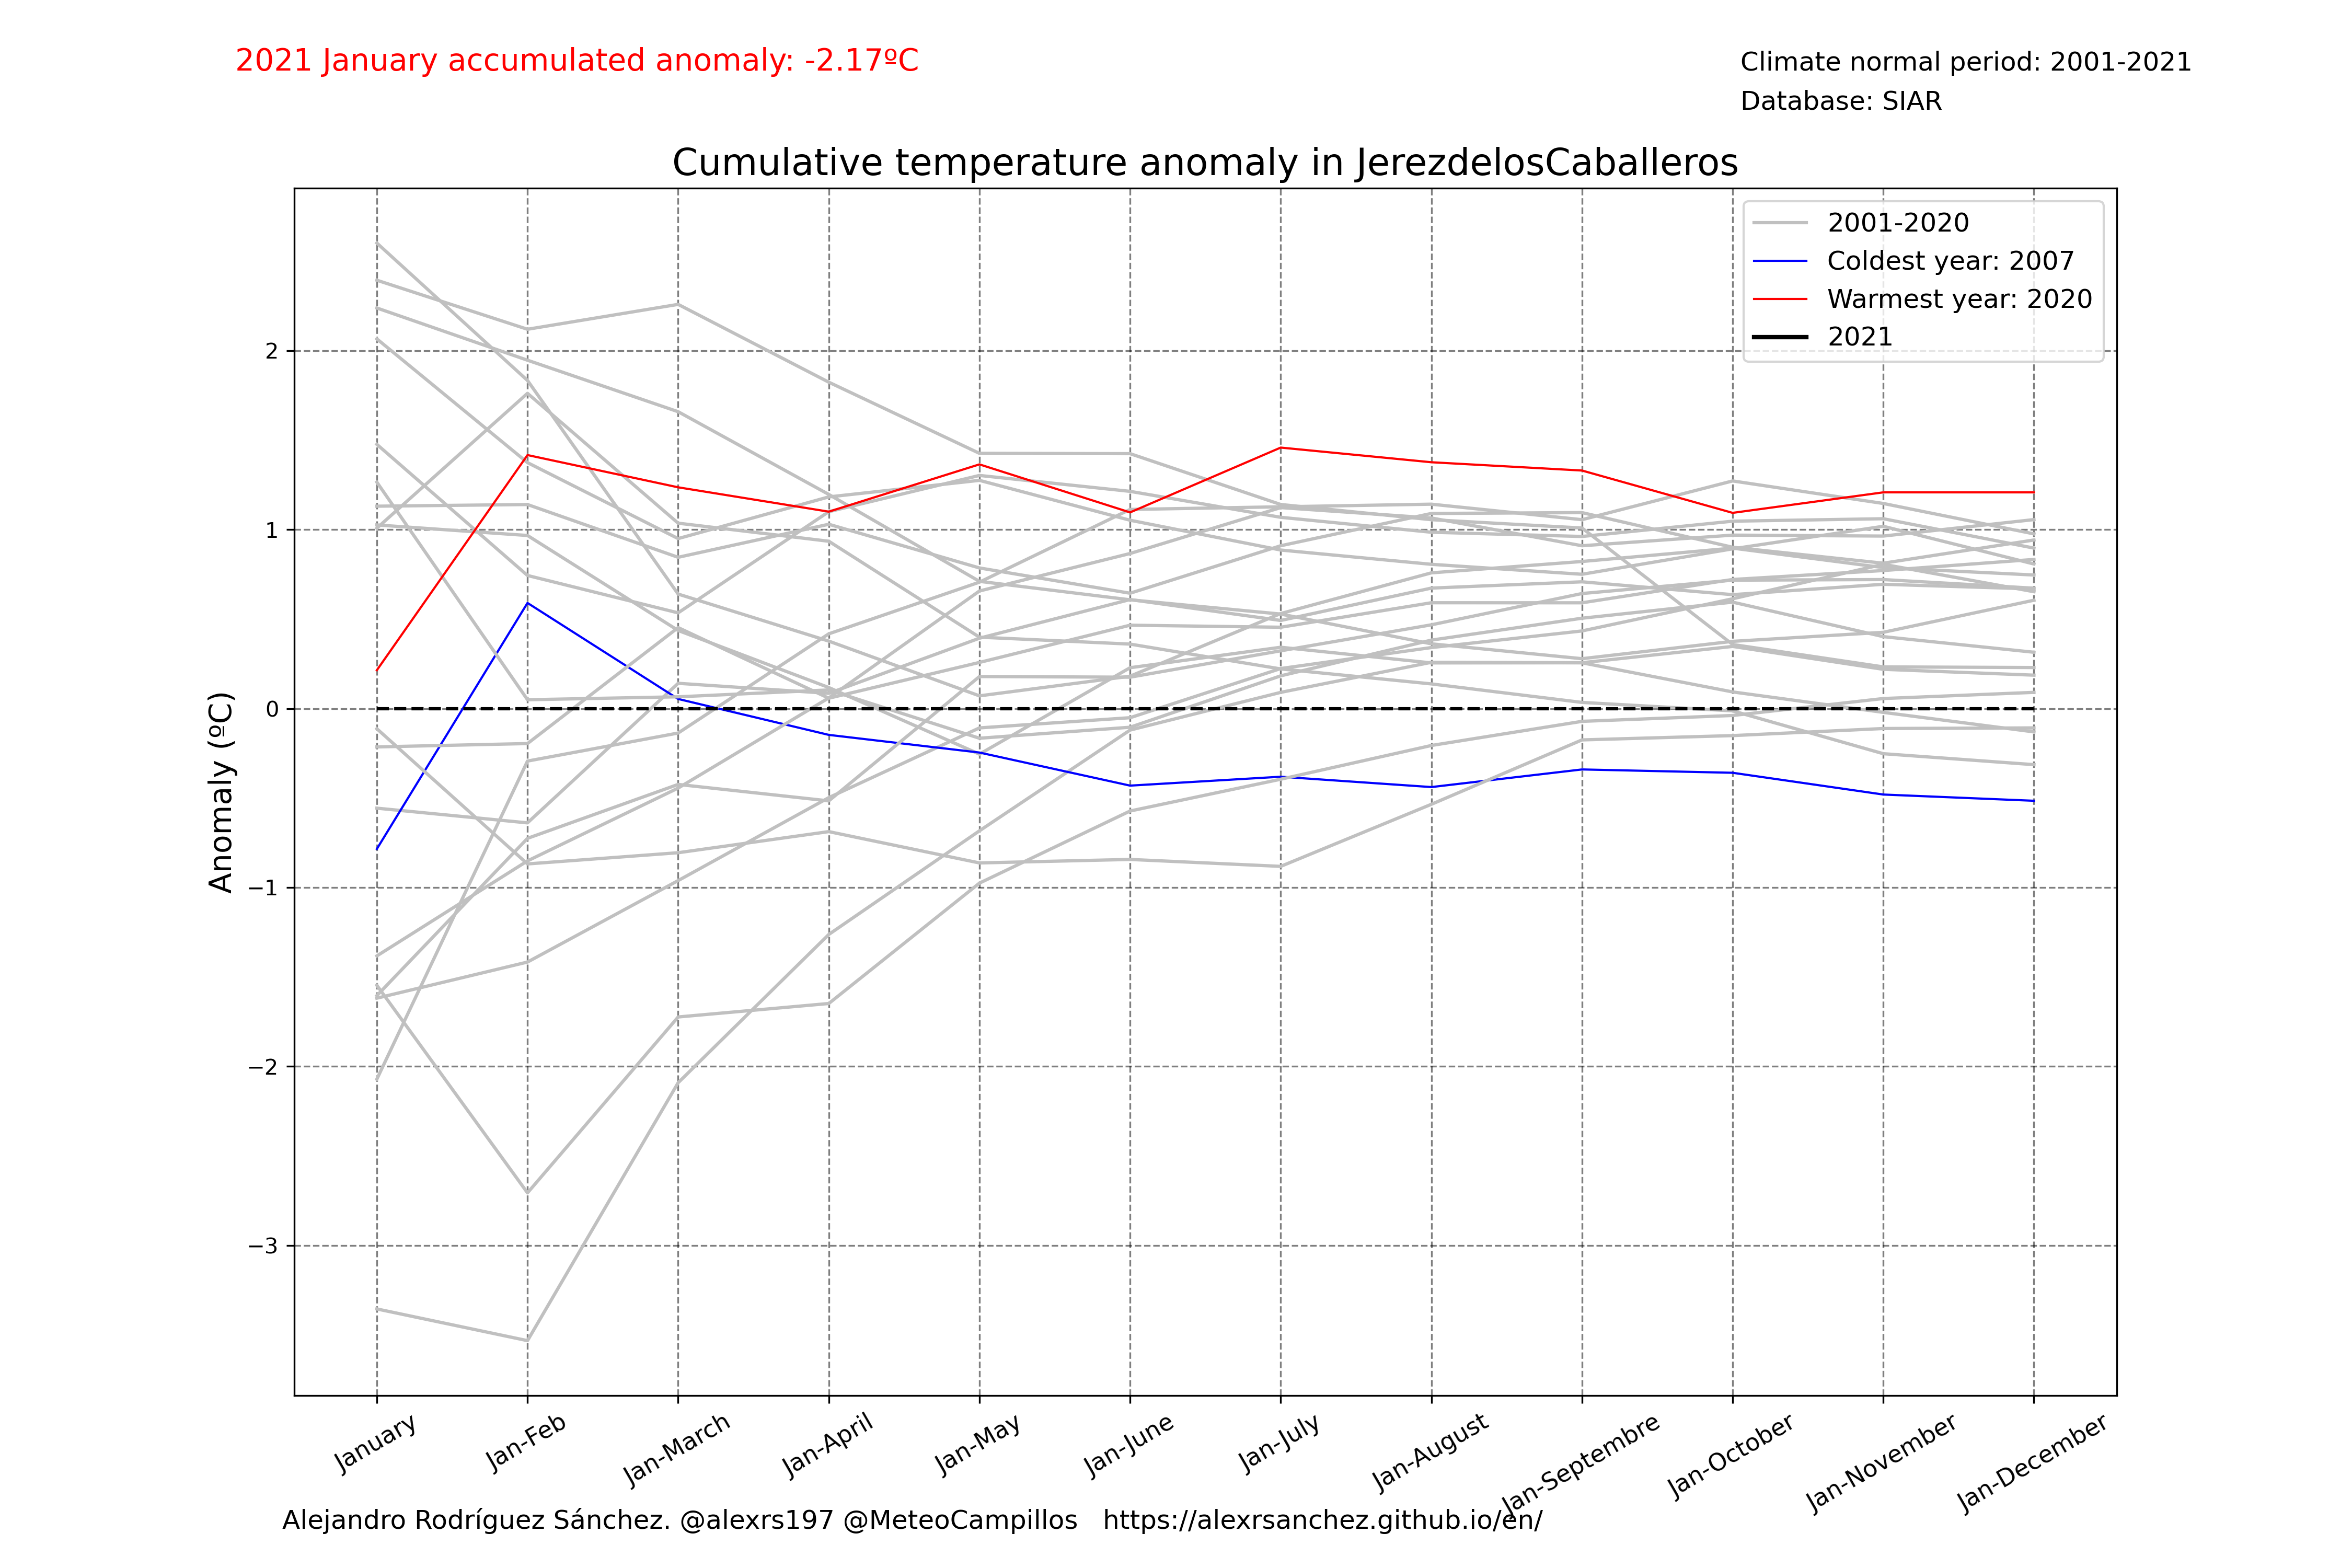 2021 January accumulated anomaly: -2.17ºC
Climate normal period: 2001-2021
Database: SIAR
Cumulative temperature anomaly in JerezdelosCaballeros
2001-2020
Coldest year: 2007
Warmest year: 2020
2021
Anomaly (ºC)
2
1
0
−1
−2
−3
January
Jan-Feb
Jan-March
Jan-April
Jan-May
Jan-June
Jan-July
Jan-August
Jan-Septembre
Jan-October
Jan-November
Jan-December
Alejandro Rodríguez Sánchez. @alexrs197 @MeteoCampillos   https://alexrsanchez.github.io/en/